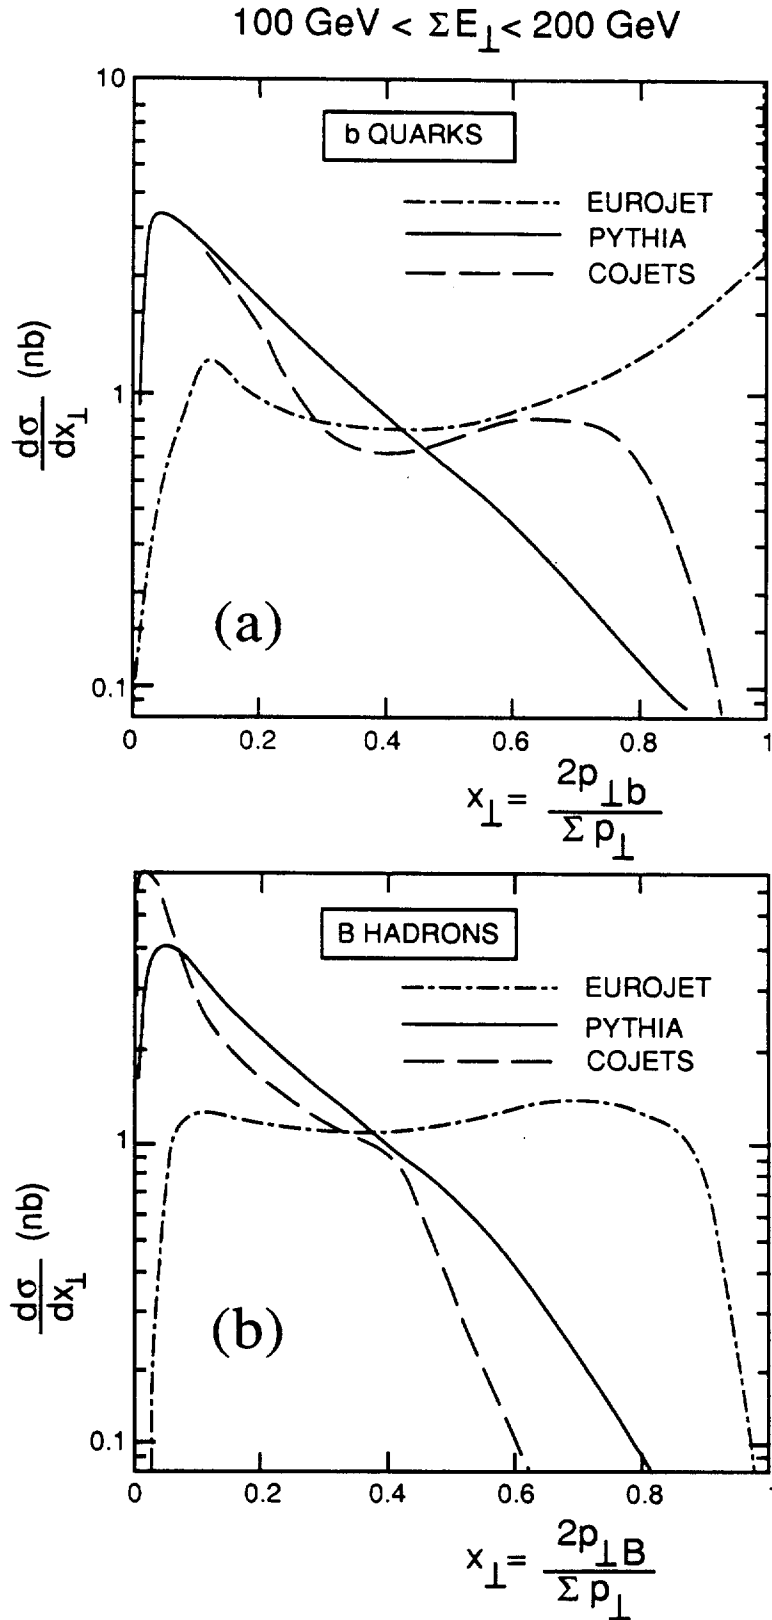 100 GeV < ΣE⊥ < 200 GeV
10
b QUARKS
EUROJET
PYTHIA
COJETS
dσ/dx⊥ (nb)
1
(a)
0.1
0 0.2 0.4 0.6 0.8 1
x⊥ = 2p⊥b / Σ p⊥
B HADRONS
EUROJET
PYTHIA
COJETS
1
dσ/dx⊥ (nb)
(b)
0.1
0 0.2 0.4 0.6 0.8
x⊥ = 2p⊥B / Σ p⊥